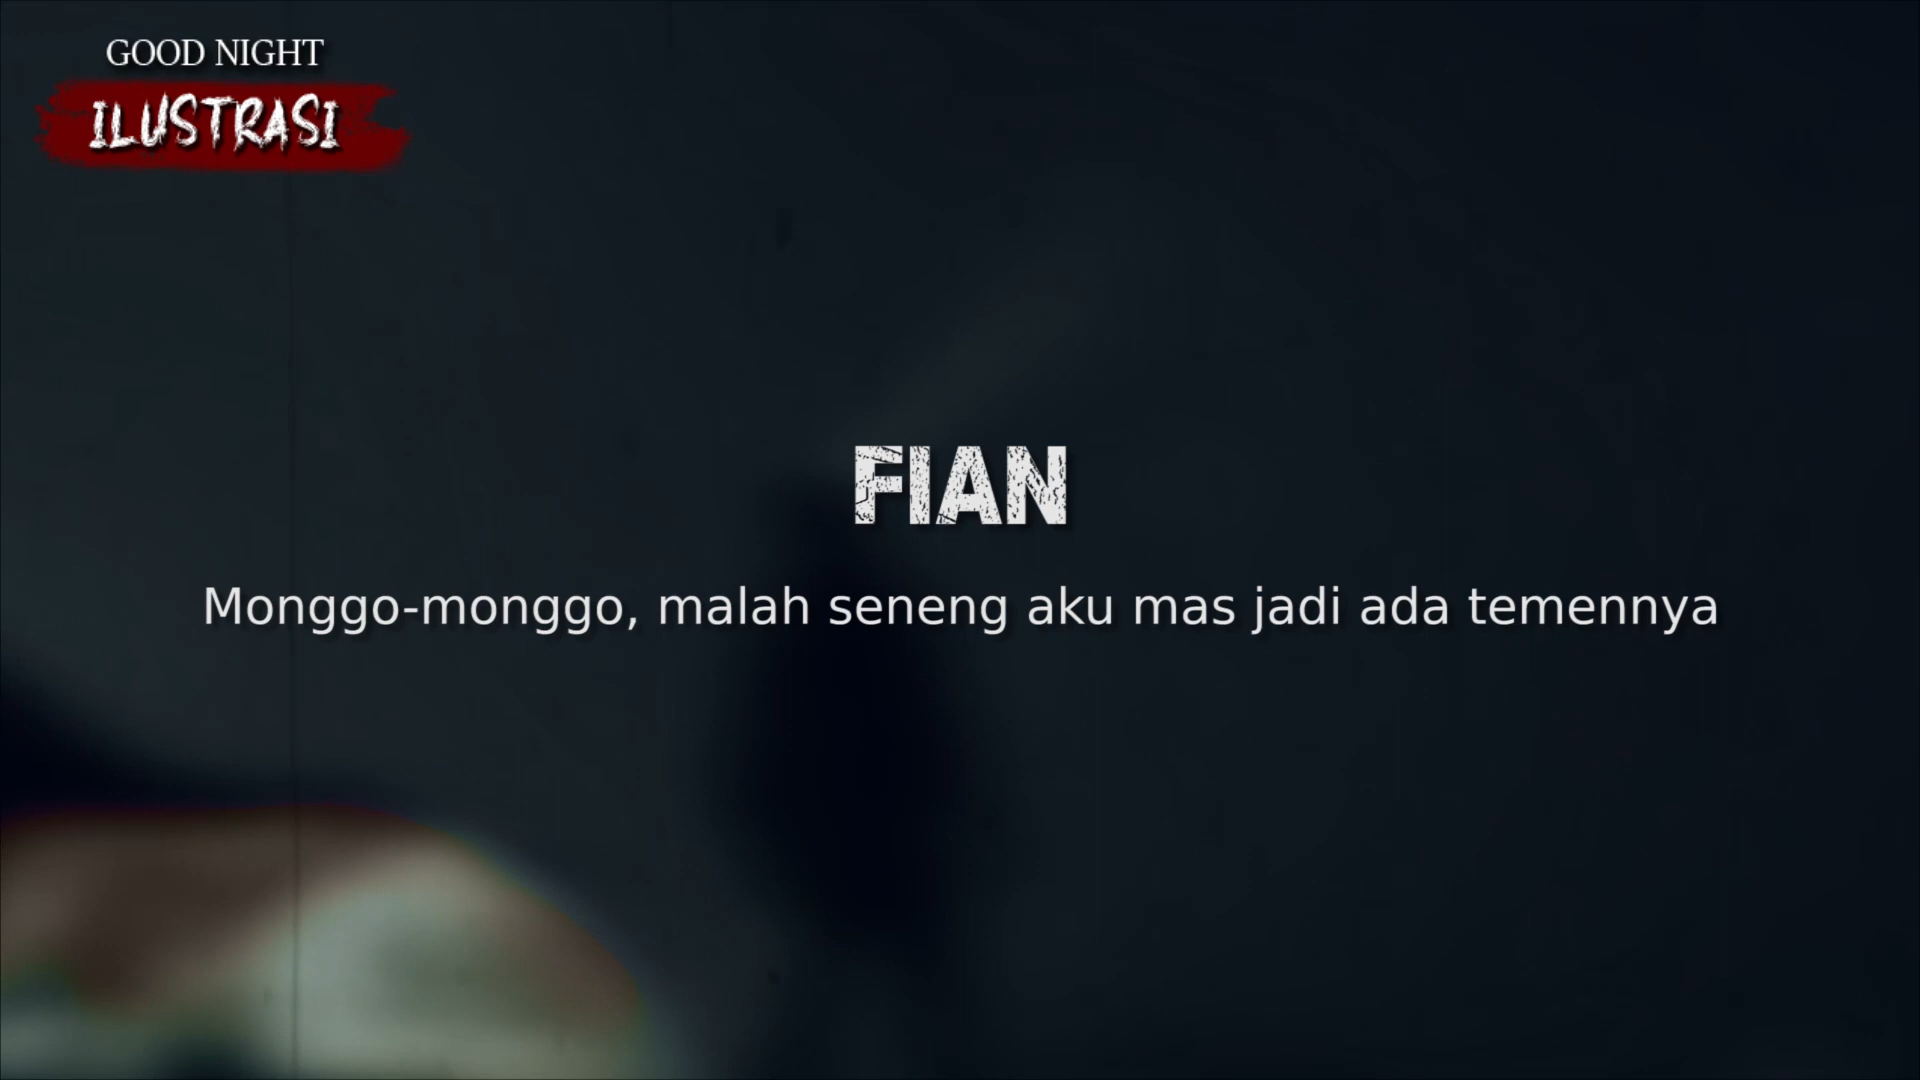 GOOD NIGHT
ILUSTRASI
FIAN
Monggo-monggo, malah seneng aku mas jadi ada temennya